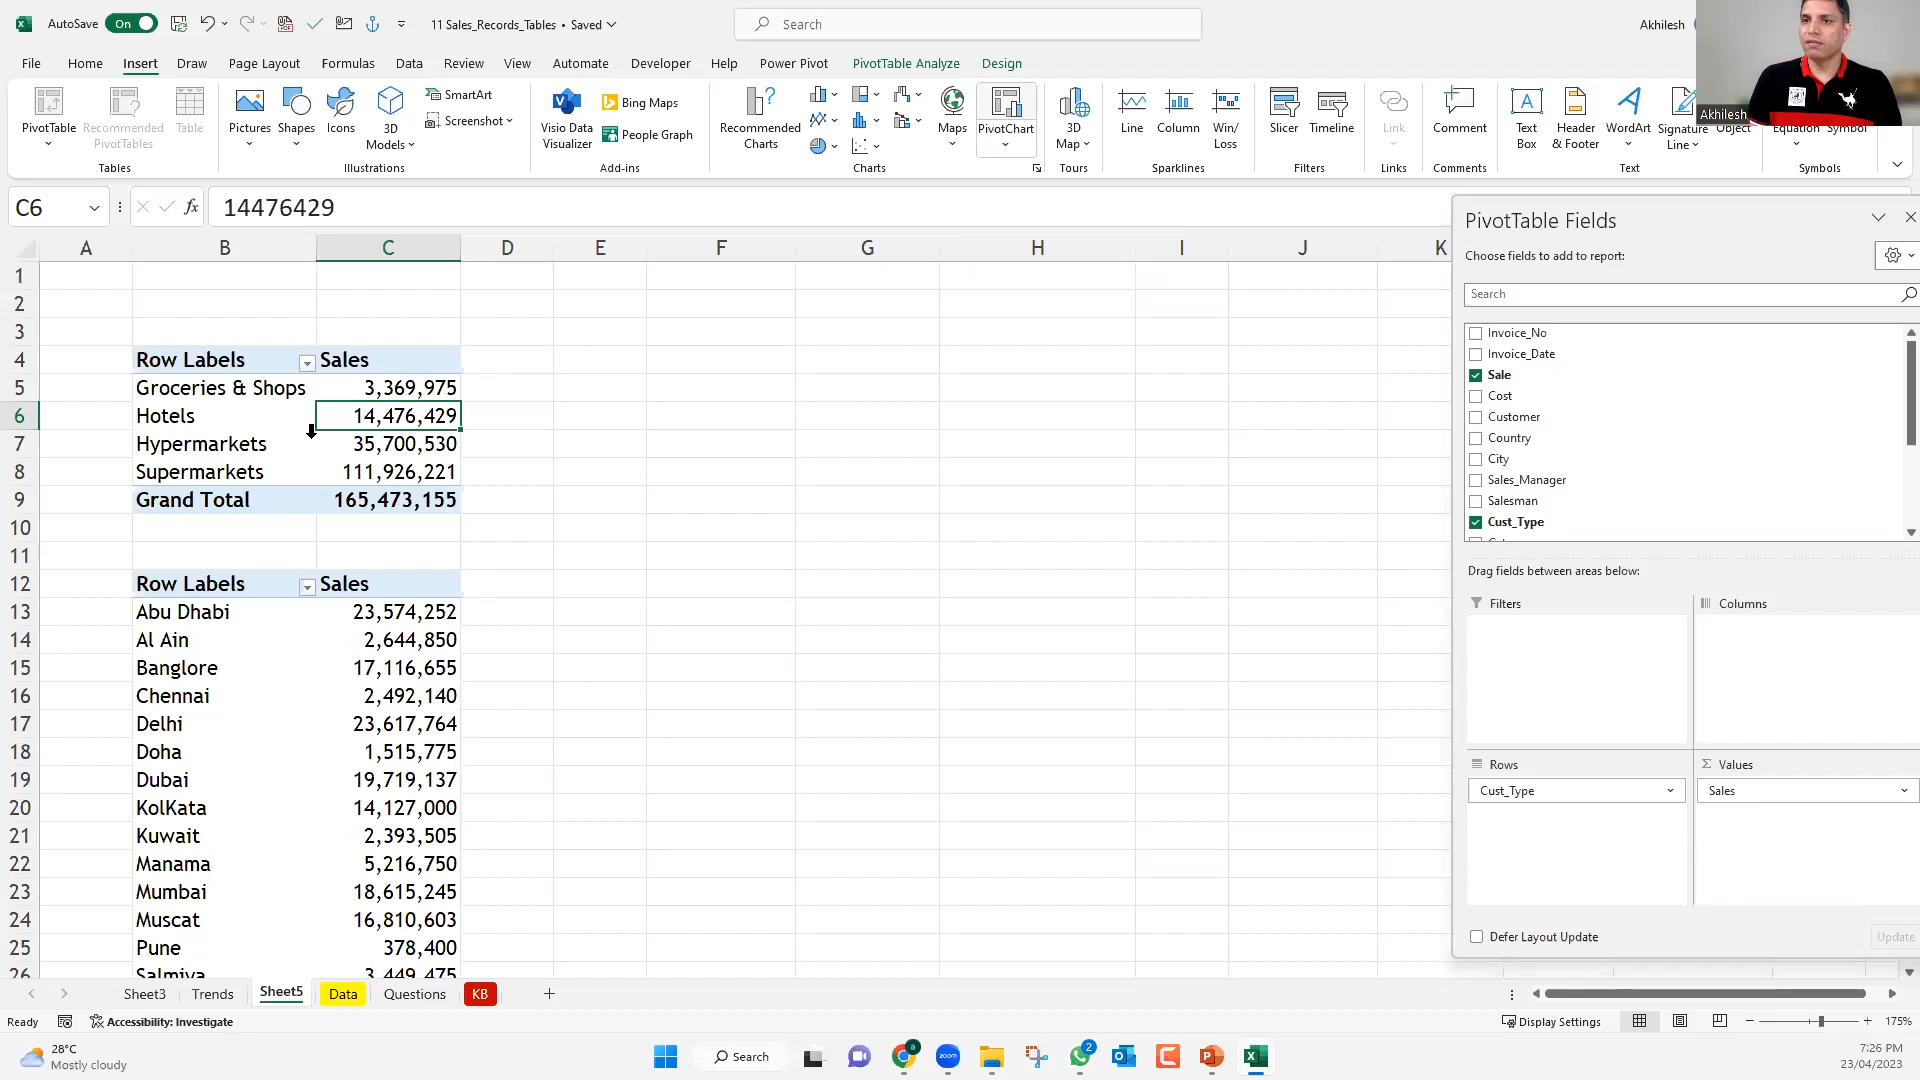 AutoSave On 11 Sales_Records_Tables • Saved Search Akhilesh
File Home Insert Draw Page Layout Formulas Data Review View Automate Developer Help Power Pivot PivotTable Analyze Design
PivotTable
Recommended
PivotTables
Table
Tables
Pictures
Shapes
Icons
3D
Models
SmartArt
Screenshot
Illustrations
Visio Data
Visualizer
Bing Maps
People Graph
Add-ins
Recommended
Charts
Maps
PivotChart
Charts
3D
Map
Tours
Line
Column
Win/
Loss
Sparklines
Slicer
Timeline
Filters
Link
Links
Comment
Comments
Text
Box
Header
& Footer
WordArt
Signature
Line
Object
Text
Equation
Symbol
Symbols
Akhilesh
C6 fx 14476429
A B C D E F G H I J K
1
2
3
4 Row Labels Sales
5 Groceries & Shops 3,369,975
6 Hotels 14,476,429
7 Hypermarkets 35,700,530
8 Supermarkets 111,926,221
9 Grand Total 165,473,155
10
11
12 Row Labels Sales
13 Abu Dhabi 23,574,252
14 Al Ain 2,644,850
15 Banglore 17,116,655
16 Chennai 2,492,140
17 Delhi 23,617,764
18 Doha 1,515,775
19 Dubai 19,719,137
20 KolKata 14,127,000
21 Kuwait 2,393,505
22 Manama 5,216,750
23 Mumbai 18,615,245
24 Muscat 16,810,603
25 Pune 378,400
26 Salmiya 3,449,475
PivotTable Fields
Choose fields to add to report:
Search
Invoice_No
Invoice_Date
Sale
Cost
Customer
Country
City
Sales_Manager
Salesman
Cust_Type
Drag fields between areas below:
Filters
Columns
Rows
Σ Values
Cust_Type
Sales
Defer Layout Update
Update
Sheet3 Trends Sheet5 Data Questions KB
Ready Accessibility: Investigate Display Settings 175%
28°C
Mostly cloudy
Search
zoom
2
7:26 PM
23/04/2023